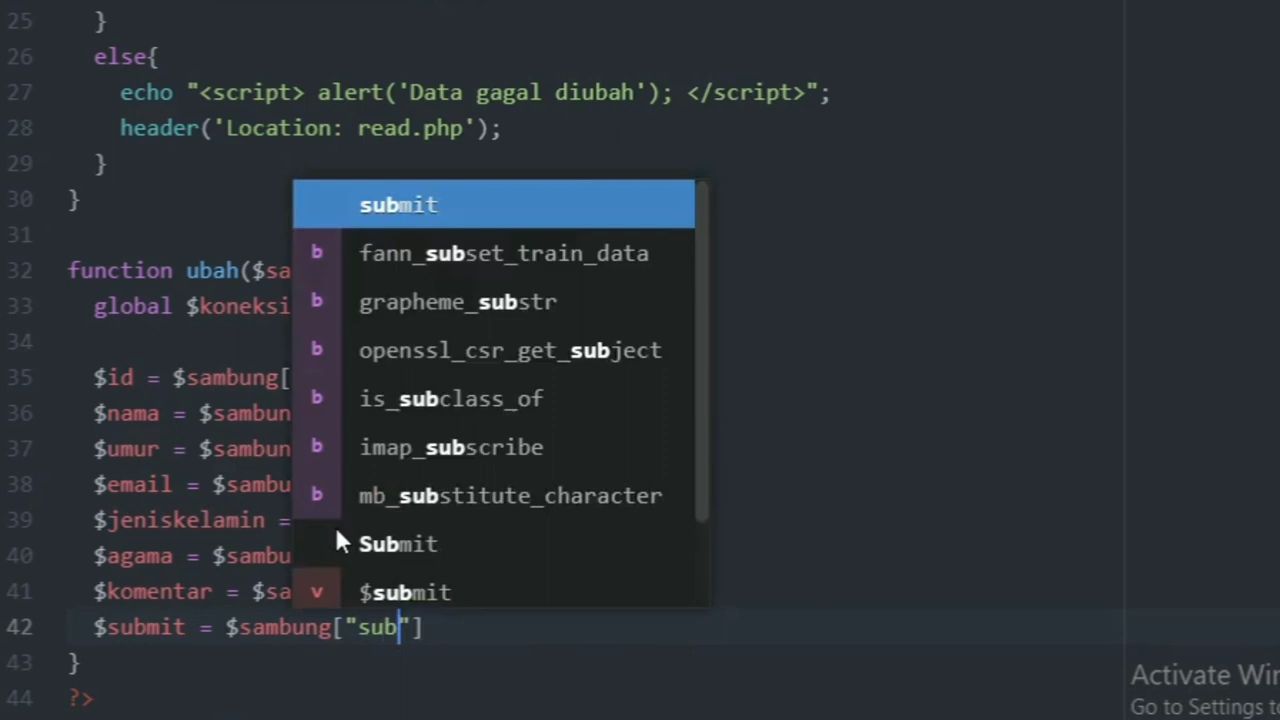 25 }
26 else{
27 echo "<script> alert('Data gagal diubah'); </script>";
28 header('Location: read.php');
29 }
30 }
31
32 function ubah($sa
33 global $koneksi
34
35 $id = $sambung[
36 $nama = $sambun
37 $umur = $sambun
38 $email = $sambu
39 $jeniskelamin =
40 $agama = $sambu
41 $komentar = $sa
42 $submit = $sambung["sub"]
43 }
44 ?>
submit
b fann_subset_train_data
b grapheme_substr
b openssl_csr_get_subject
b is_subclass_of
b imap_subscribe
b mb_substitute_character
Submit
v $submit
Activate Win
Go to Settings t